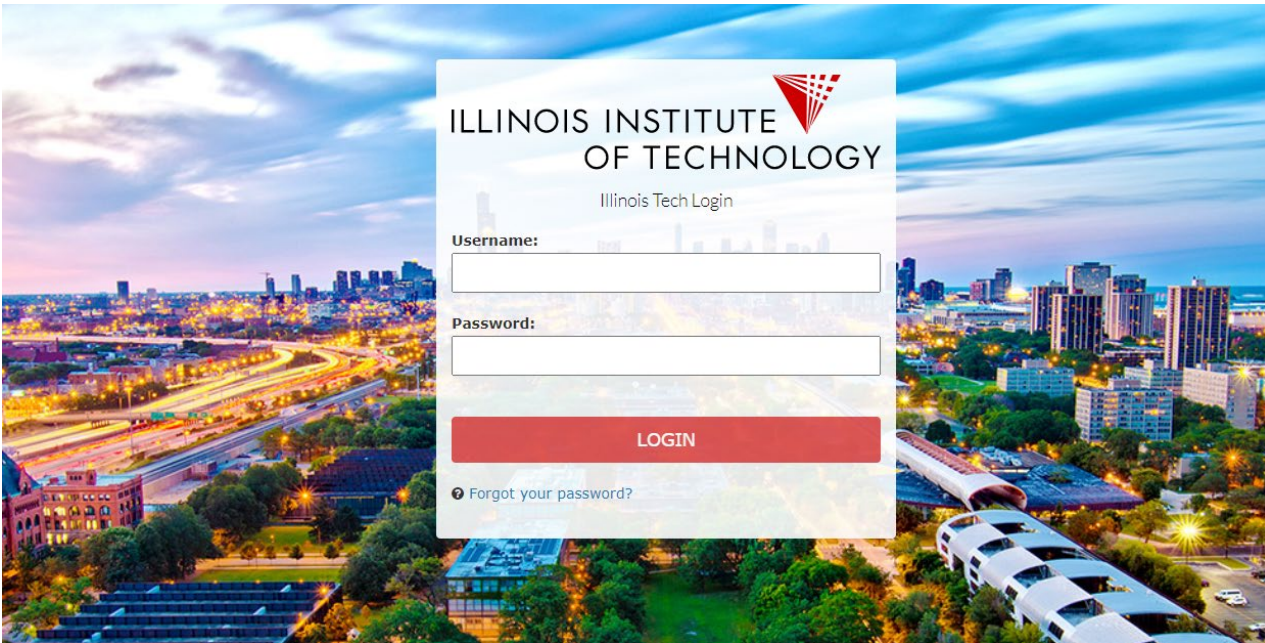 ILLINOIS INSTITUTE
OF TECHNOLOGY
Illinois Tech Login
Username:
Password:
LOGIN
Forgot your password?